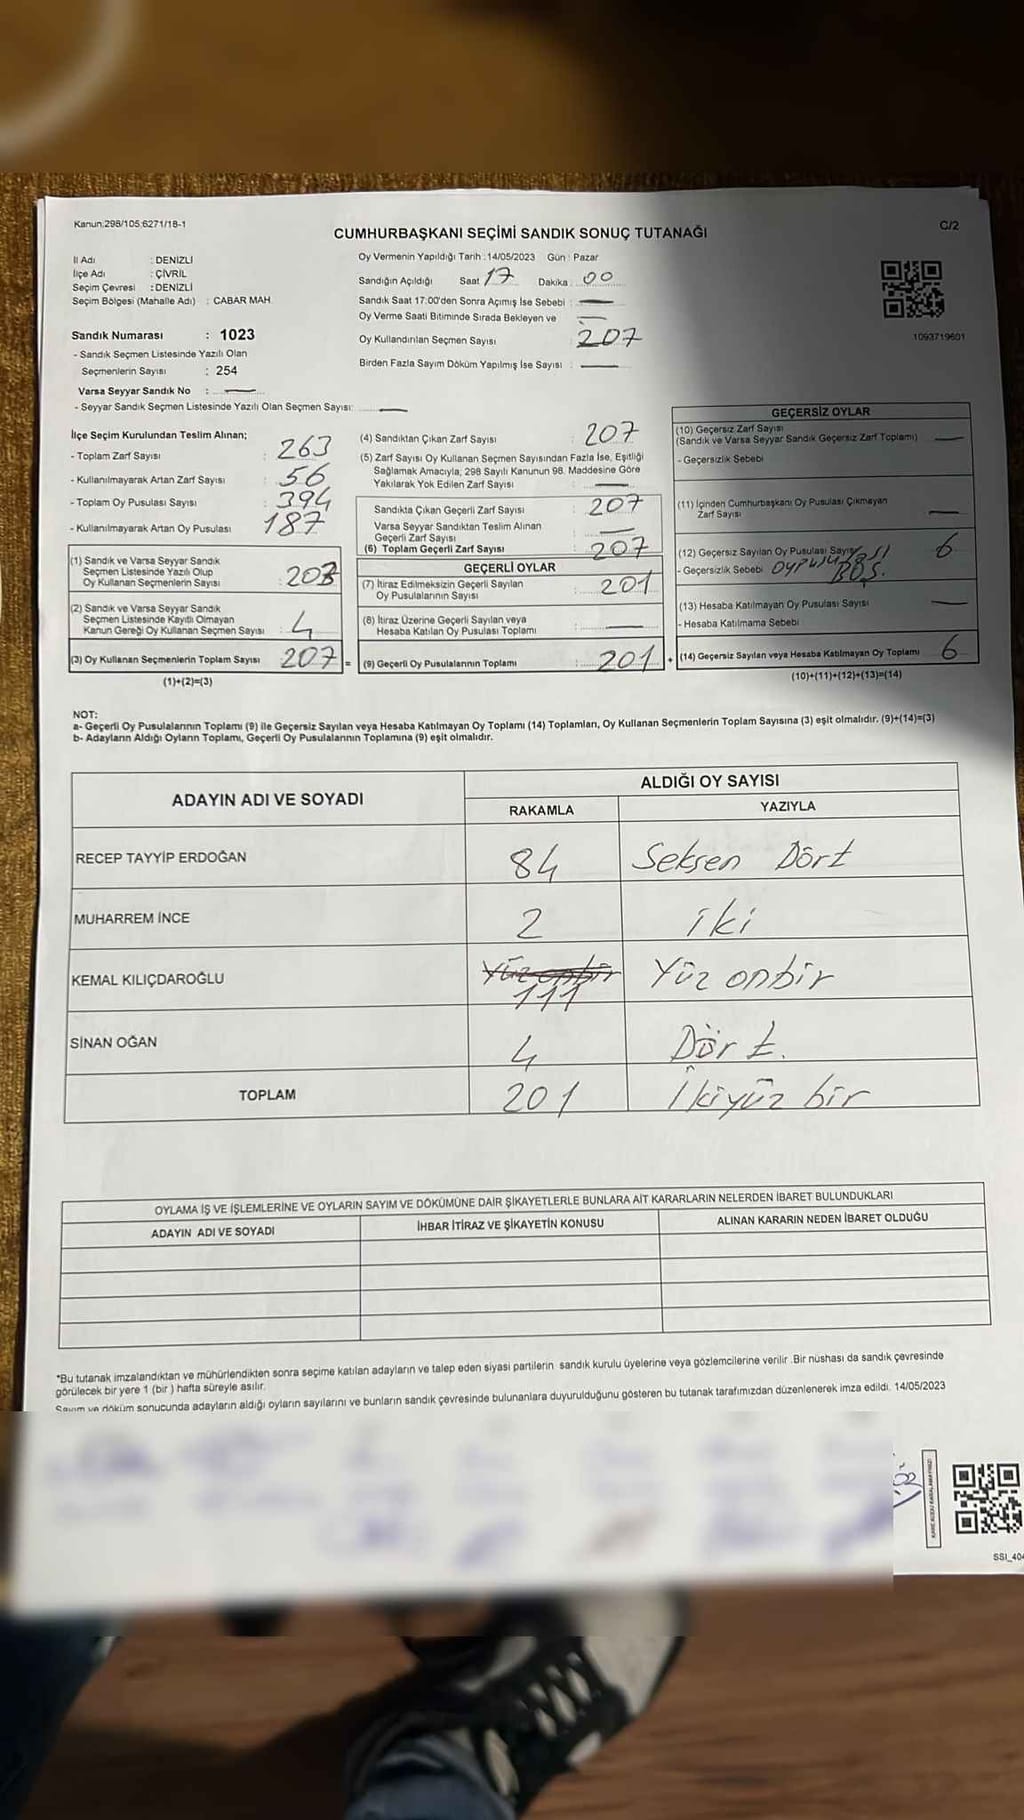 Kanun:298/105;6271/18-1
C/2
CUMHURBAŞKANI SEÇİMİ SANDIK SONUÇ TUTANAĞI
İl Adı : DENİZLİ
İlçe Adı : ÇİVRİL
Seçim Çevresi : DENİZLİ
Seçim Bölgesi (Mahalle Adı) : CABAR MAH.
Sandık Numarası : 1023
- Sandık Seçmen Listesinde Yazılı Olan
Seçmenlerin Sayısı : 254
Varsa Seyyar Sandık No :
- Seyyar Sandık Seçmen Listesinde Yazılı Olan Seçmen Sayısı:
Oy Vermenin Yapıldığı Tarih : 14/05/2023 Gün : Pazar
Sandığın Açıldığı Saat 17 Dakika 00
Sandık Saat 17:00'den Sonra Açımış İse Sebebi :
Oy Verme Saati Bitiminde Sırada Bekleyen ve
Oy Kullandırılan Seçmen Sayısı 207
Birden Fazla Sayım Döküm Yapılmış İse Sayısı :
1093719601
İlçe Seçim Kurulundan Teslim Alınan;
- Toplam Zarf Sayısı : 263
- Kullanılmayarak Artan Zarf Sayısı : 56
- Toplam Oy Pusulası Sayısı : 394
- Kullanılmayarak Artan Oy Pusulası : 187
(1) Sandık ve Varsa Seyyar Sandık
Seçmen Listesinde Yazılı Olup
Oy Kullanan Seçmenlerin Sayısı : 203
(2) Sandık ve Varsa Seyyar Sandık
Seçmen Listesinde Kayıtlı Olmayan
Kanun Gereği Oy Kullanan Seçmen Sayısı : 4
(3) Oy Kullanan Seçmenlerin Toplam Sayısı 207 =
(1)+(2)=(3)
(4) Sandıktan Çıkan Zarf Sayısı : 207
(5) Zarf Sayısı Oy Kullanan Seçmen Sayısından Fazla İse, Eşitliği
Sağlamak Amacıyla, 298 Sayılı Kanunun 98. Maddesine Göre
Yakılarak Yok Edilen Zarf Sayısı :
Sandıkta Çıkan Geçerli Zarf Sayısı : 207
Varsa Seyyar Sandıktan Teslim Alınan
Geçerli Zarf Sayısı :
(6) Toplam Geçerli Zarf Sayısı : 207
GEÇERLİ OYLAR
(7) İtiraz Edilmeksizin Geçerli Sayılan
Oy Pusulalarının Sayısı : 201
(8) İtiraz Üzerine Geçerli Sayılan veya
Hesaba Katılan Oy Pusulası Toplamı :
(9) Geçerli Oy Pusulalarının Toplamı : 201 +
GEÇERSİZ OYLAR
(10) Geçersiz Zarf Sayısı
(Sandık ve Varsa Seyyar Sandık Geçersiz Zarf Toplamı)
- Geçersizlik Sebebi
(11) İçinden Cumhurbaşkanı Oy Pusulası Çıkmayan
Zarf Sayısı
(12) Geçersiz Sayılan Oy Pusulası Sayısı 6
- Geçersizlik Sebebi OYPUSULASI
BOŞ.
(13) Hesaba Katılmayan Oy Pusulası Sayısı
- Hesaba Katılmama Sebebi
(14) Geçersiz Sayılan veya Hesaba Katılmayan Oy Toplamı 6
(10)+(11)+(12)+(13)=(14)
NOT:
a- Geçerli Oy Pusulalarının Toplamı (9) ile Geçersiz Sayılan veya Hesaba Katılmayan Oy Toplamı (14) Toplamları, Oy Kullanan Seçmenlerin Toplam Sayısına (3) eşit olmalıdır. (9)+(14)=(3)
b- Adayların Aldığı Oyların Toplamı, Geçerli Oy Pusulalarının Toplamına (9) eşit olmalıdır.
ADAYIN ADI VE SOYADI
ALDIĞI OY SAYISI
RAKAMLA YAZIYLA
RECEP TAYYİP ERDOĞAN 84 Seksen Dört
MUHARREM İNCE 2 iki
KEMAL KILIÇDAROĞLU Yüz onbir 111 Yüz onbir
SİNAN OĞAN 4 Dört.
TOPLAM 201 İkiyüz bir
OYLAMA İŞ VE İŞLEMLERİNE VE OYLARIN SAYIM VE DÖKÜMÜNE DAİR ŞİKAYETLERLE BUNLARA AİT KARARLARIN NELERDEN İBARET BULUNDUKLARI
ADAYIN ADI VE SOYADI İHBAR İTİRAZ VE ŞİKAYETİN KONUSU ALINAN KARARIN NEDEN İBARET OLDUĞU
*Bu tutanak imzalandıktan ve mühürlendikten sonra seçime katılan adayların ve talep eden siyasi partilerin sandık kurulu üyelerine veya gözlemcilerine verilir .Bir nüshası da sandık çevresinde
görülecek bir yere 1 (bir ) hafta süreyle asılır.
Sayım ve döküm sonucunda adayların aldığı oyların sayılarını ve bunların sandık çevresinde bulunanlara duyurulduğunu gösteren bu tutanak tarafımızdan düzenlenerek imza edildi. 14/05/2023